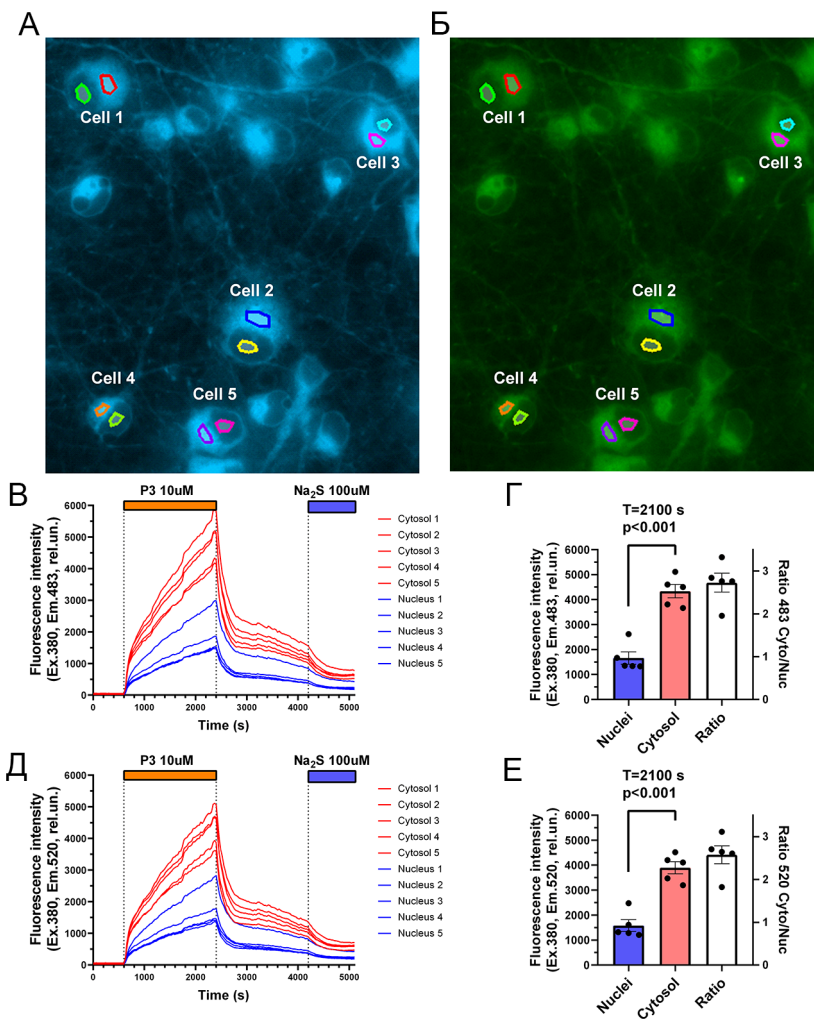 А
Б
Cell 1
Cell 3
Cell 2
Cell 4
Cell 5
Cell 1
Cell 3
Cell 2
Cell 4
Cell 5
В
P3 10uM
Na₂S 100uM
Fluorescence intensity
(Ex.380, Em.483, rel.un.)
6000
5000
4000
3000
2000
1000
0
0
1000
2000
3000
4000
5000
Time (s)
Cytosol 1
Cytosol 2
Cytosol 3
Cytosol 4
Cytosol 5
Nucleus 1
Nucleus 2
Nucleus 3
Nucleus 4
Nucleus 5
Г
T=2100 s
p<0.001
Fluorescence intensity
(Ex.380, Em.483, rel.un.)
6000
5000
4000
3000
2000
1000
0
3
2
1
0
Ratio 483 Cyto/Nuc
Nuclei
Cytosol
Ratio
Д
P3 10uM
Na₂S 100uM
Fluorescence intensity
(Ex.380, Em.520, rel.un.)
6000
5000
4000
3000
2000
1000
0
0
1000
2000
3000
4000
5000
Time (s)
Cytosol 1
Cytosol 2
Cytosol 3
Cytosol 4
Cytosol 5
Nucleus 1
Nucleus 2
Nucleus 3
Nucleus 4
Nucleus 5
Е
T=2100 s
p<0.001
Fluorescence intensity
(Ex.380, Em.520, rel.un.)
6000
5000
4000
3000
2000
1000
0
3
2
1
0
Ratio 520 Cyto/Nuc
Nuclei
Cytosol
Ratio